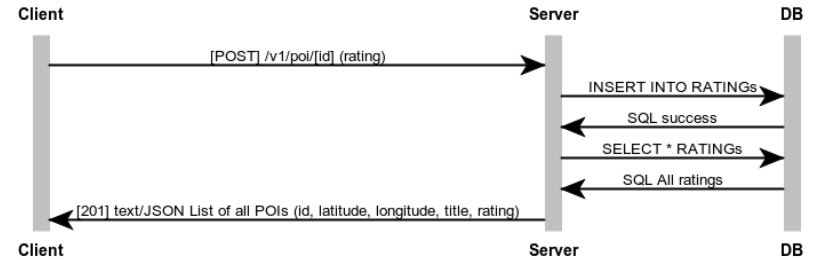 Client Server DB
[POST] /v1/poi/[id] (rating)
INSERT INTO RATINGs
SQL success
SELECT * RATINGs
SQL All ratings
[201] text/JSON List of all POIs (id, latitude, longitude, title, rating)
Client Server DB